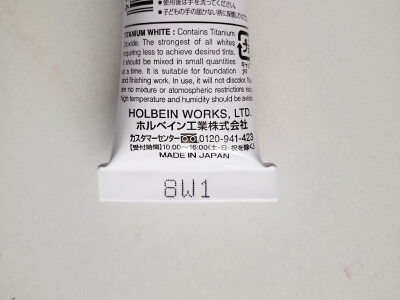 ●使用後は手を洗ってください。
●子どもの手の届かない所に保管してください
TITANIUM WHITE : Contains Titanium
Dioxide. The strongest of all whites
requiring less to achieve desired tints.
It should be mixed in small quantities
at a time. It is suitable for foundation
and finishing work. In use, it will not discolor.
are no mixture or atomospheric restrictions
high temperature and humidity should be
HOLBEIN WORKS, LTD.
ホルベイン工業株式会社
カスタマーセンター 0120-941-423
【受付時間】10:00～16:00(土・日・祝を除く)
MADE IN JAPAN
8W1